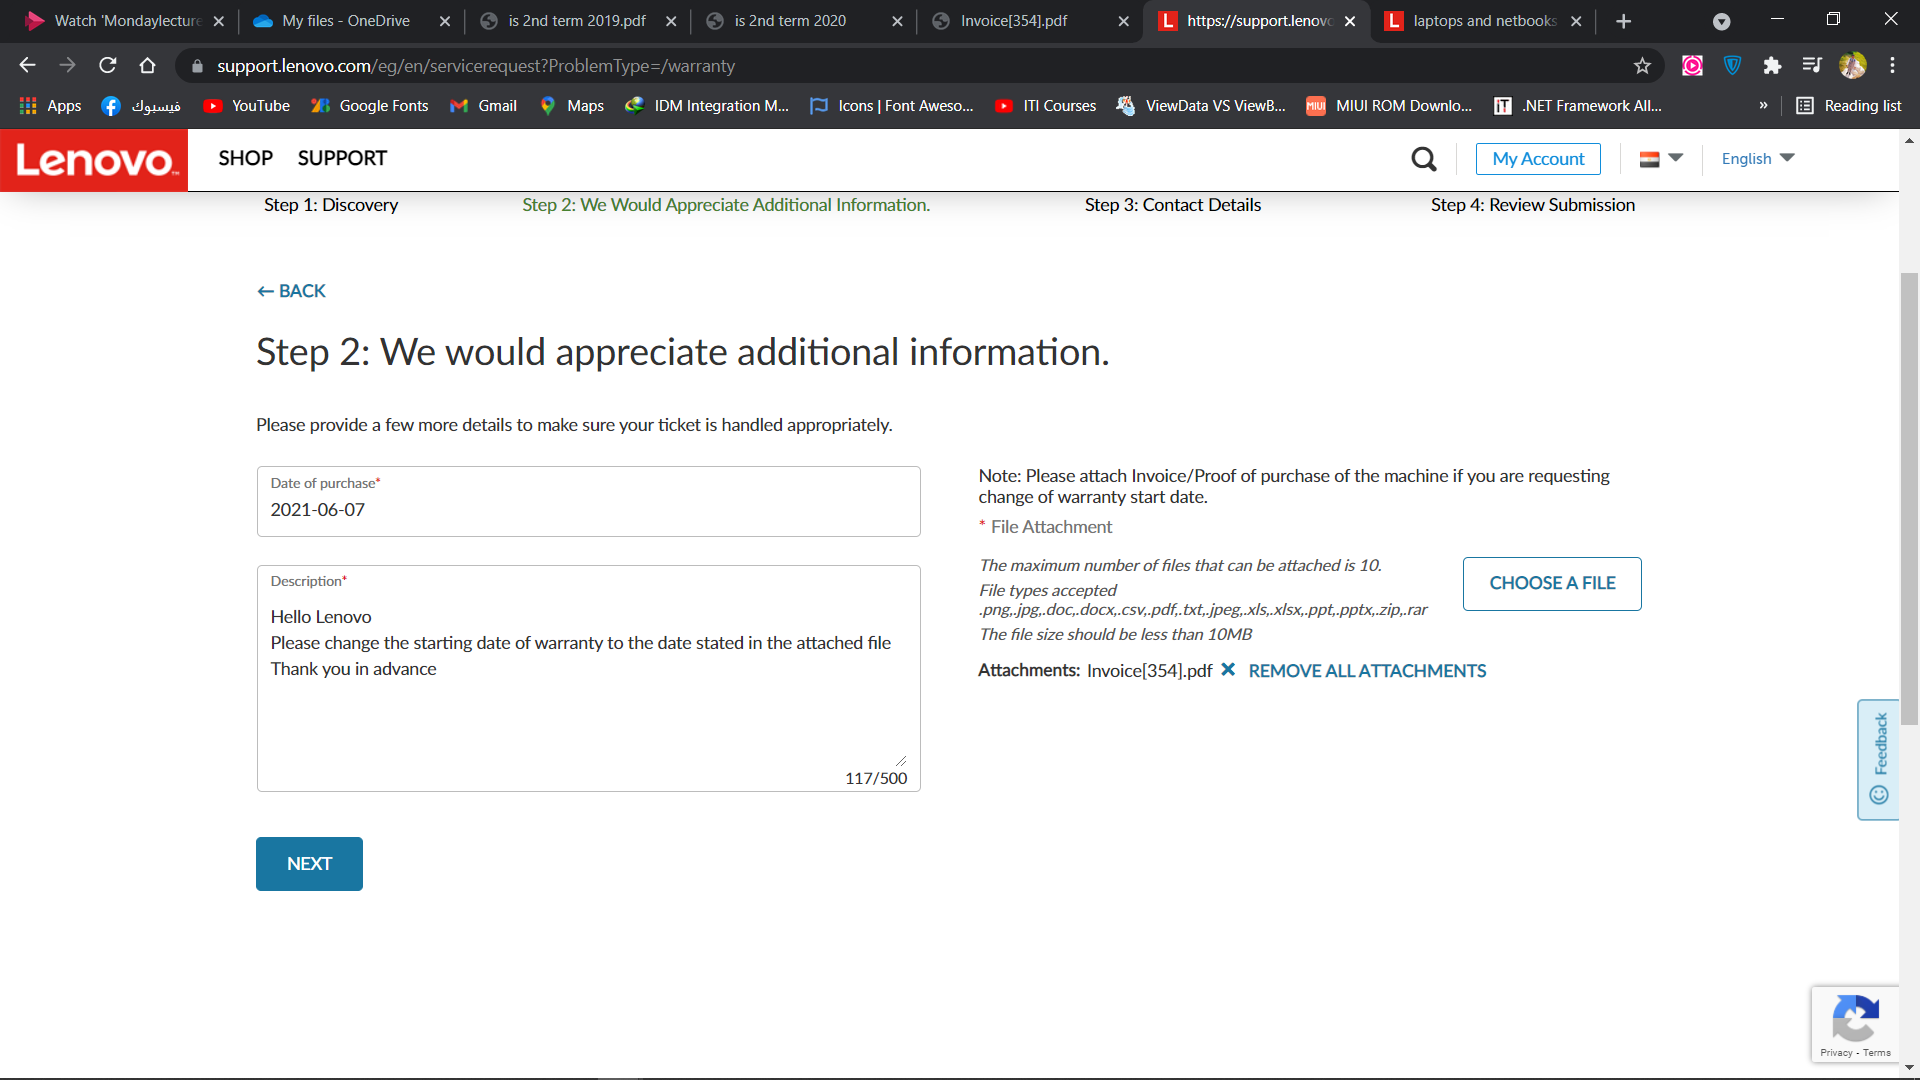 Watch 'Mondaylecture
My files - OneDrive
is 2nd term 2019.pdf
is 2nd term 2020
Invoice[354].pdf
https://support.lenovo
laptops and netbooks
support.lenovo.com/eg/en/servicerequest?ProblemType=/warranty
Apps
فيسبوك
YouTube
Google Fonts
Gmail
Maps
IDM Integration M...
Icons | Font Aweso...
ITI Courses
ViewData VS ViewB...
MIUI ROM Downlo...
.NET Framework All...
»
Reading list
Lenovo
SHOP
SUPPORT
My Account
English
Step 1: Discovery
Step 2: We Would Appreciate Additional Information.
Step 3: Contact Details
Step 4: Review Submission
← BACK
Step 2: We would appreciate additional information.
Please provide a few more details to make sure your ticket is handled appropriately.
Date of purchase*
2021-06-07
Description*
Hello Lenovo
Please change the starting date of warranty to the date stated in the attached file
Thank you in advance
117/500
Note: Please attach Invoice/Proof of purchase of the machine if you are requesting
change of warranty start date.
* File Attachment
The maximum number of files that can be attached is 10.
File types accepted
.png,.jpg,.doc,.docx,.csv,.pdf,.txt,.jpeg,.xls,.xlsx,.ppt,.pptx,.zip,.rar
The file size should be less than 10MB
CHOOSE A FILE
Attachments: Invoice[354].pdf ✕ REMOVE ALL ATTACHMENTS
NEXT
Feedback
Privacy - Terms